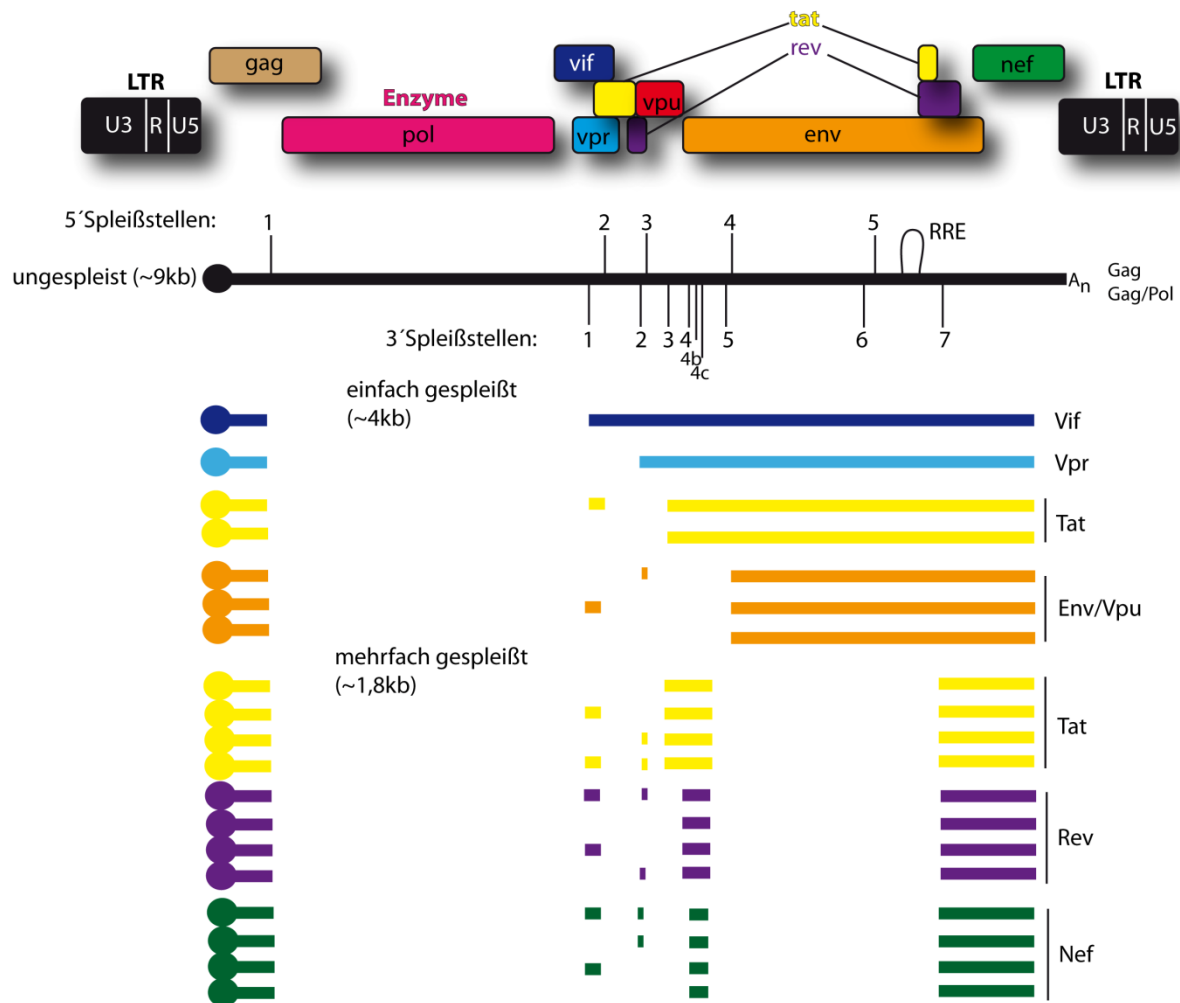 tat
rev
gag
vif
nef
LTR
LTR
Enzyme
vpu
U3 R U5
pol
vpr
env
U3 R U5
5´Spleißstellen: 1 2 3 4 5
RRE
ungespleist (~9kb)
An
Gag
Gag/Pol
3´Spleißstellen: 1 2 3 4 5 6 7
4b
4c
einfach gespleißt
(~4kb)
Vif
Vpr
Tat
Env/Vpu
mehrfach gespleißt
(~1,8kb)
Tat
Rev
Nef